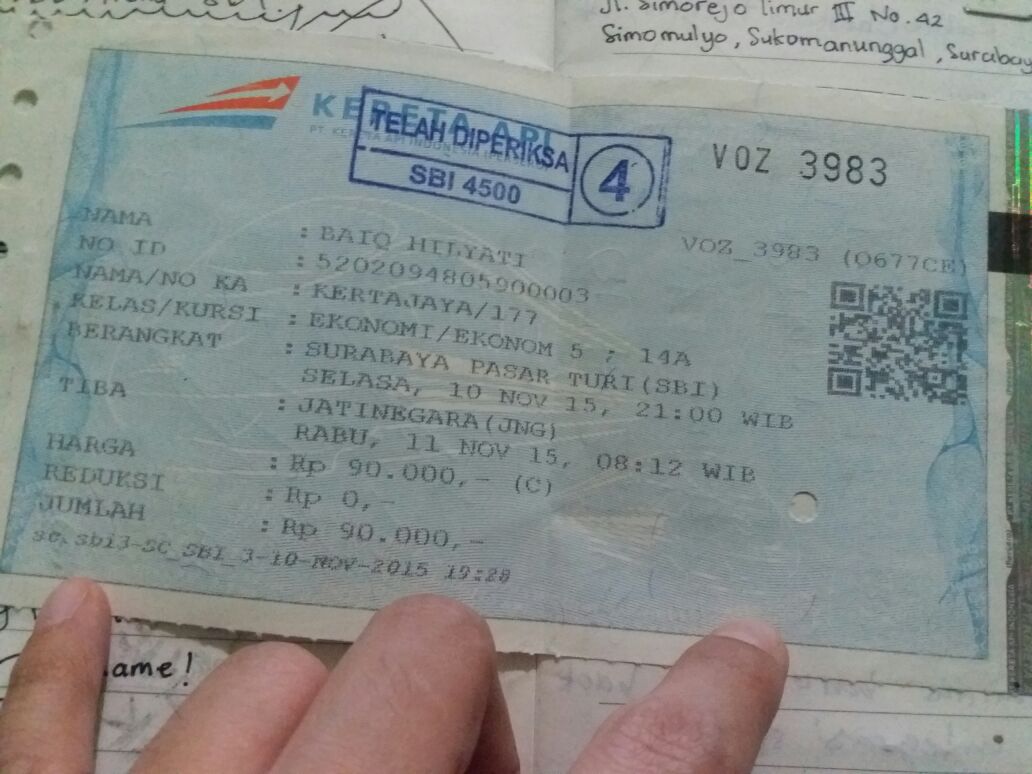 Jl. Simorejo Timur III No. 42
Simomulyo, Sukomanunggal, Surabay
KERETA API
TELAH DIPERIKSA
SBI 4500
4
VOZ 3983
VOZ_3983 (O677CE)
NAMA : BAIQ HILYATI
NO ID : 5202094805900003
NAMA/NO KA : KERTAJAYA/177
KELAS/KURSI : EKONOMI/EKONOM 5 ; 14A
BERANGKAT : SURABAYA PASAR TURI(SBI)
SELASA, 10 NOV 15, 21:00 WIB
TIBA : JATINEGARA(JNG)
RABU, 11 NOV 15, 08:12 WIB
HARGA : Rp 90.000,- (C)
REDUKSI : Rp 0,-
JUMLAH : Rp 90.000,-
sc.sbi3-SC_SBI_3-10-NOV-2015 19:28
ame!